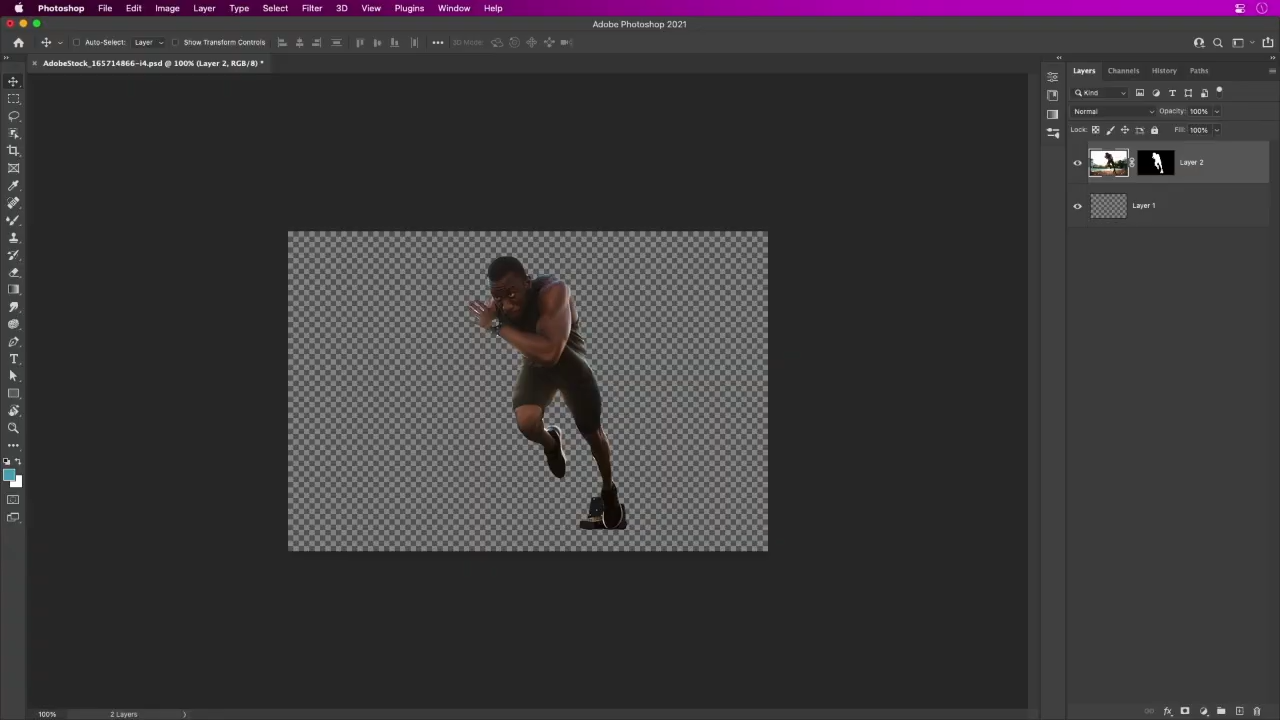 Photoshop File Edit Image Layer Type Select Filter 3D View Plugins Window Help
Adobe Photoshop 2021
Auto-Select: Layer Show Transform Controls 3D Mode:
AdobeStock_165714866-i4.psd @ 100% (Layer 2, RGB/8) *
Layers Channels History Paths
Kind
Normal Opacity: 100%
Lock: Fill: 100%
Layer 2
Layer 1
100% 2 Layers